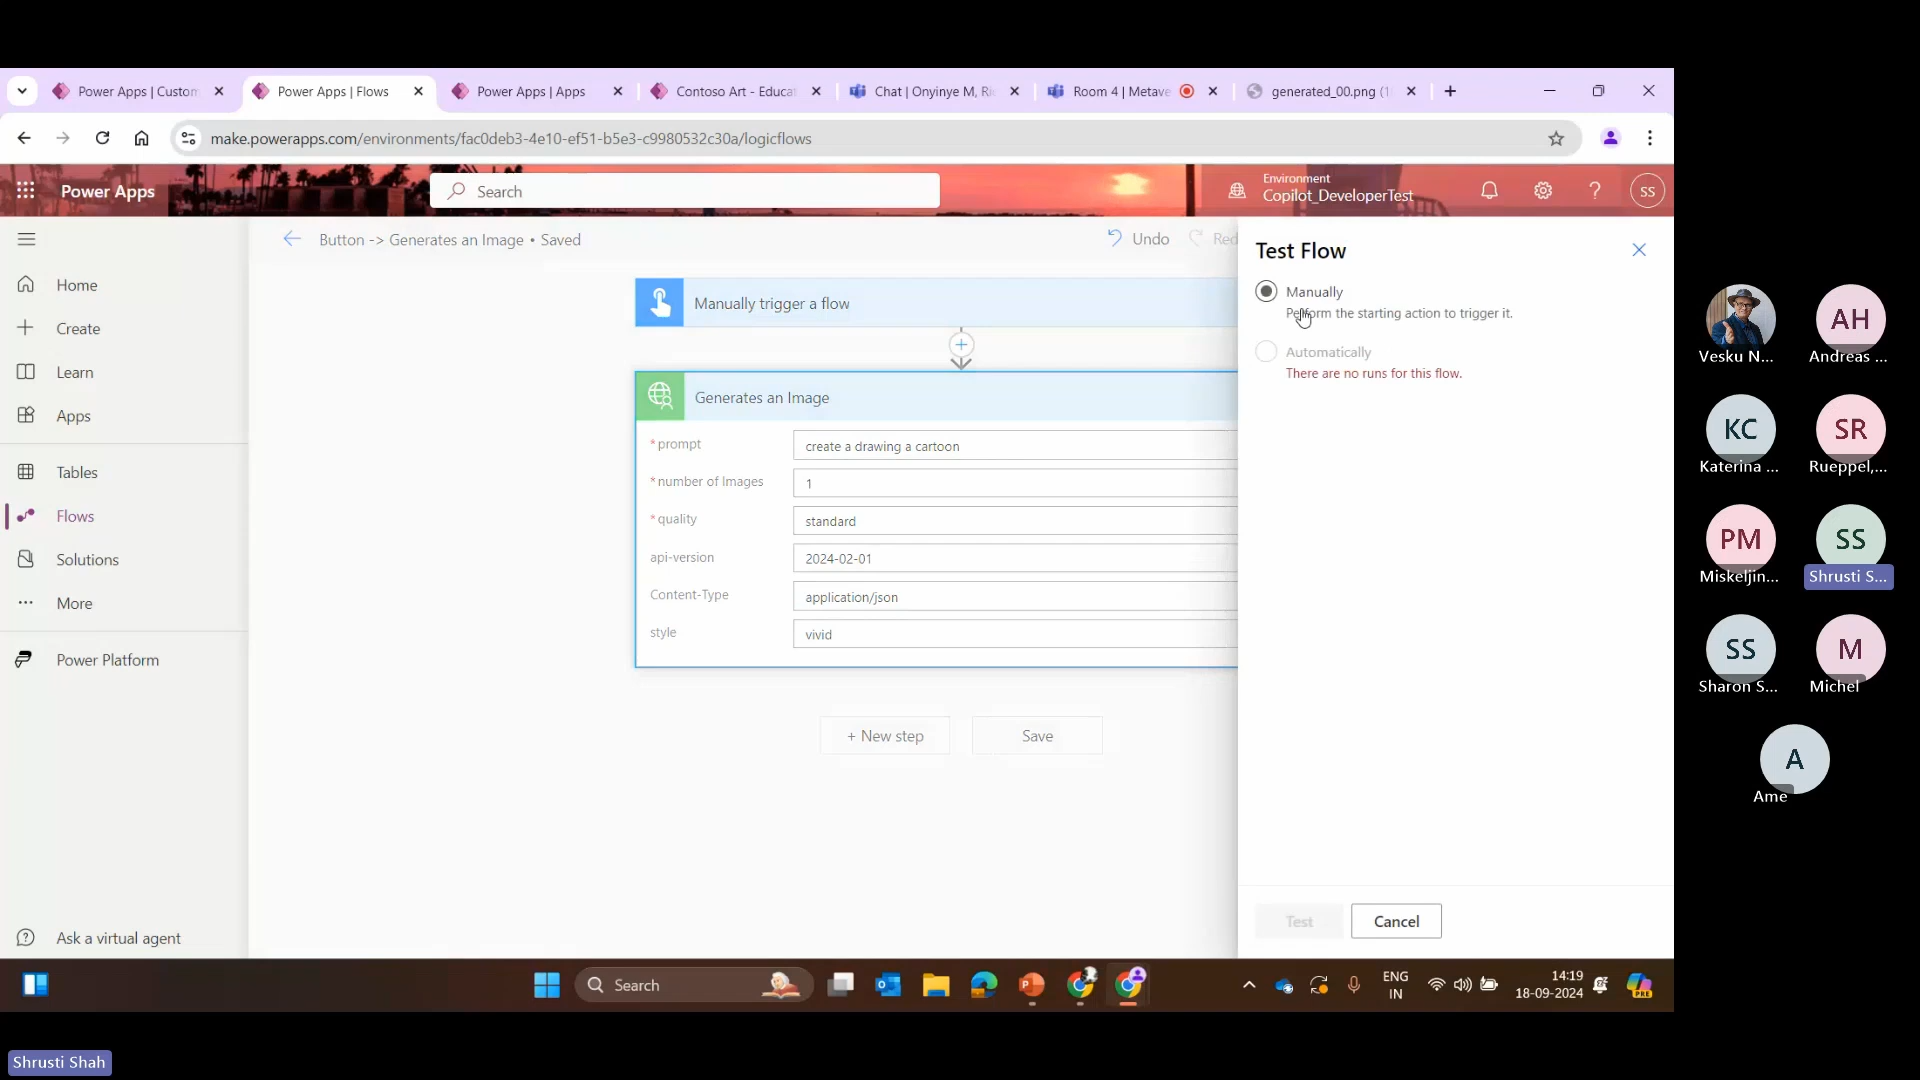 Power Apps | Custom
Power Apps | Flows
Power Apps | Apps
Contoso Art - Educat
Chat | Onyinye M, Ri
Room 4 | Metave
generated_00.png (1
make.powerapps.com/environments/fac0deb3-4e10-ef51-b5e3-c9980532c30a/logicflows
Power Apps
Search
Environment
Copilot_DeveloperTest
SS
Home
Create
Learn
Apps
Tables
Flows
Solutions
More
Power Platform
Ask a virtual agent
Button -> Generates an Image • Saved
Undo
Red
Manually trigger a flow
Generates an Image
* prompt
create a drawing a cartoon
* number of Images
1
* quality
standard
api-version
2024-02-01
Content-Type
application/json
style
vivid
+ New step
Save
Test Flow
Manually
Perform the starting action to trigger it.
Automatically
There are no runs for this flow.
Test
Cancel
Vesku N...
AH
Andreas ...
KC
Katerina ...
SR
Rueppel,...
PM
Miskeljin...
SS
Shrusti S...
SS
Sharon S...
M
Michel
A
Ame
Search
ENG
IN
14:19
18-09-2024
PRE
Shrusti Shah